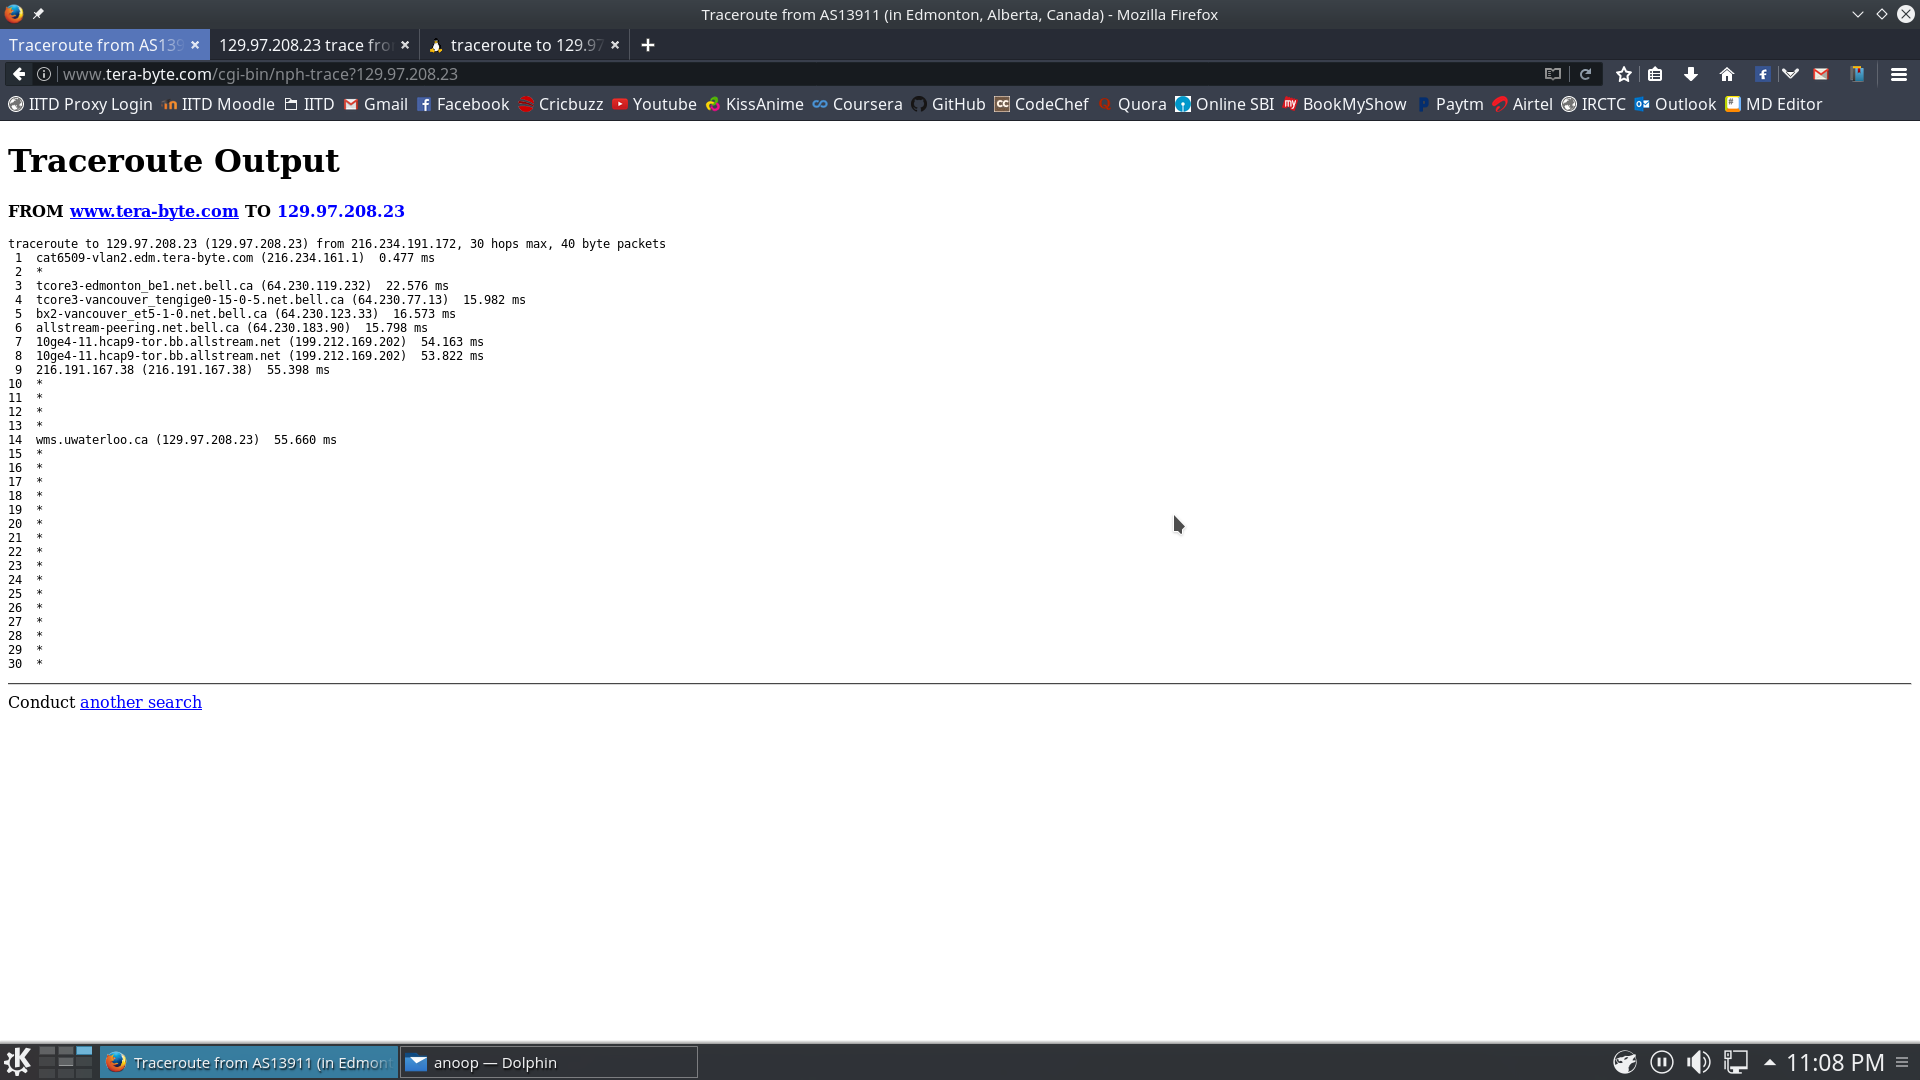 Traceroute from AS13911 (in Edmonton, Alberta, Canada) - Mozilla Firefox
Traceroute from AS139
129.97.208.23 trace fro
traceroute to 129.97
www.tera-byte.com/cgi-bin/nph-trace?129.97.208.23
IITD Proxy Login IITD Moodle IITD Gmail Facebook Cricbuzz Youtube KissAnime Coursera GitHub CodeChef Quora Online SBI BookMyShow Paytm Airtel IRCTC Outlook MD Editor
Traceroute Output
FROM www.tera-byte.com TO 129.97.208.23
traceroute to 129.97.208.23 (129.97.208.23) from 216.234.191.172, 30 hops max, 40 byte packets
1 cat6509-vlan2.edm.tera-byte.com (216.234.161.1) 0.477 ms
2 *
3 tcore3-edmonton_be1.net.bell.ca (64.230.119.232) 22.576 ms
4 tcore3-vancouver_tengige0-15-0-5.net.bell.ca (64.230.77.13) 15.982 ms
5 bx2-vancouver_et5-1-0.net.bell.ca (64.230.123.33) 16.573 ms
6 allstream-peering.net.bell.ca (64.230.183.90) 15.798 ms
7 10ge4-11.hcap9-tor.bb.allstream.net (199.212.169.202) 54.163 ms
8 10ge4-11.hcap9-tor.bb.allstream.net (199.212.169.202) 53.822 ms
9 216.191.167.38 (216.191.167.38) 55.398 ms
10 *
11 *
12 *
13 *
14 wms.uwaterloo.ca (129.97.208.23) 55.660 ms
15 *
16 *
17 *
18 *
19 *
20 *
21 *
22 *
23 *
24 *
25 *
26 *
27 *
28 *
29 *
30 *
Conduct another search
Traceroute from AS13911 (in Edmon
anoop — Dolphin
11:08 PM